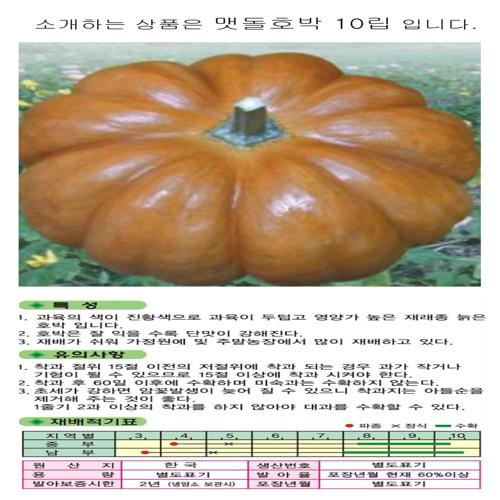 소개하는 상품은 맷돌호박 10립 입니다.
특 성
1. 과육의 색이 진황색으로 과육이 두텁고 영양가 높은 재래종 늙은
호박 입니다.
2. 호박은 잘 익을 수록 단맛이 강해진다.
3. 재배가 쉬워 가정원예 및 주말농장에서 많이 재배하고 있다.
유의사항
1. 착과 절위 15절 이전의 저절위에 착과 되는 경우 과가 작거나
기형이 될 수 있으므로 15절 이상에 착과 시켜야 한다.
2. 착과 후 60일 이후에 수확하며 미숙과는 수확하지 않는다.
3. 초세가 강하면 암꽃발생이 늦어 질 수 있으니 착과지는 아들순을
제거해 주는 것이 좋다.
1줄기 2과 이상의 착과를 하지 않아야 대과를 수확할 수 있다.
재배적기표
파종 정식 수확
지역별 3 4 5 6 7 8 9 10
중 부
남 부
원 산 지 한 국 생산번호 별도표기
용 량 별도표기 발 아 율 포장년월 현재 60%이상
발아보증시한 2년 (냉암소 보관시) 포장년월 별도표기